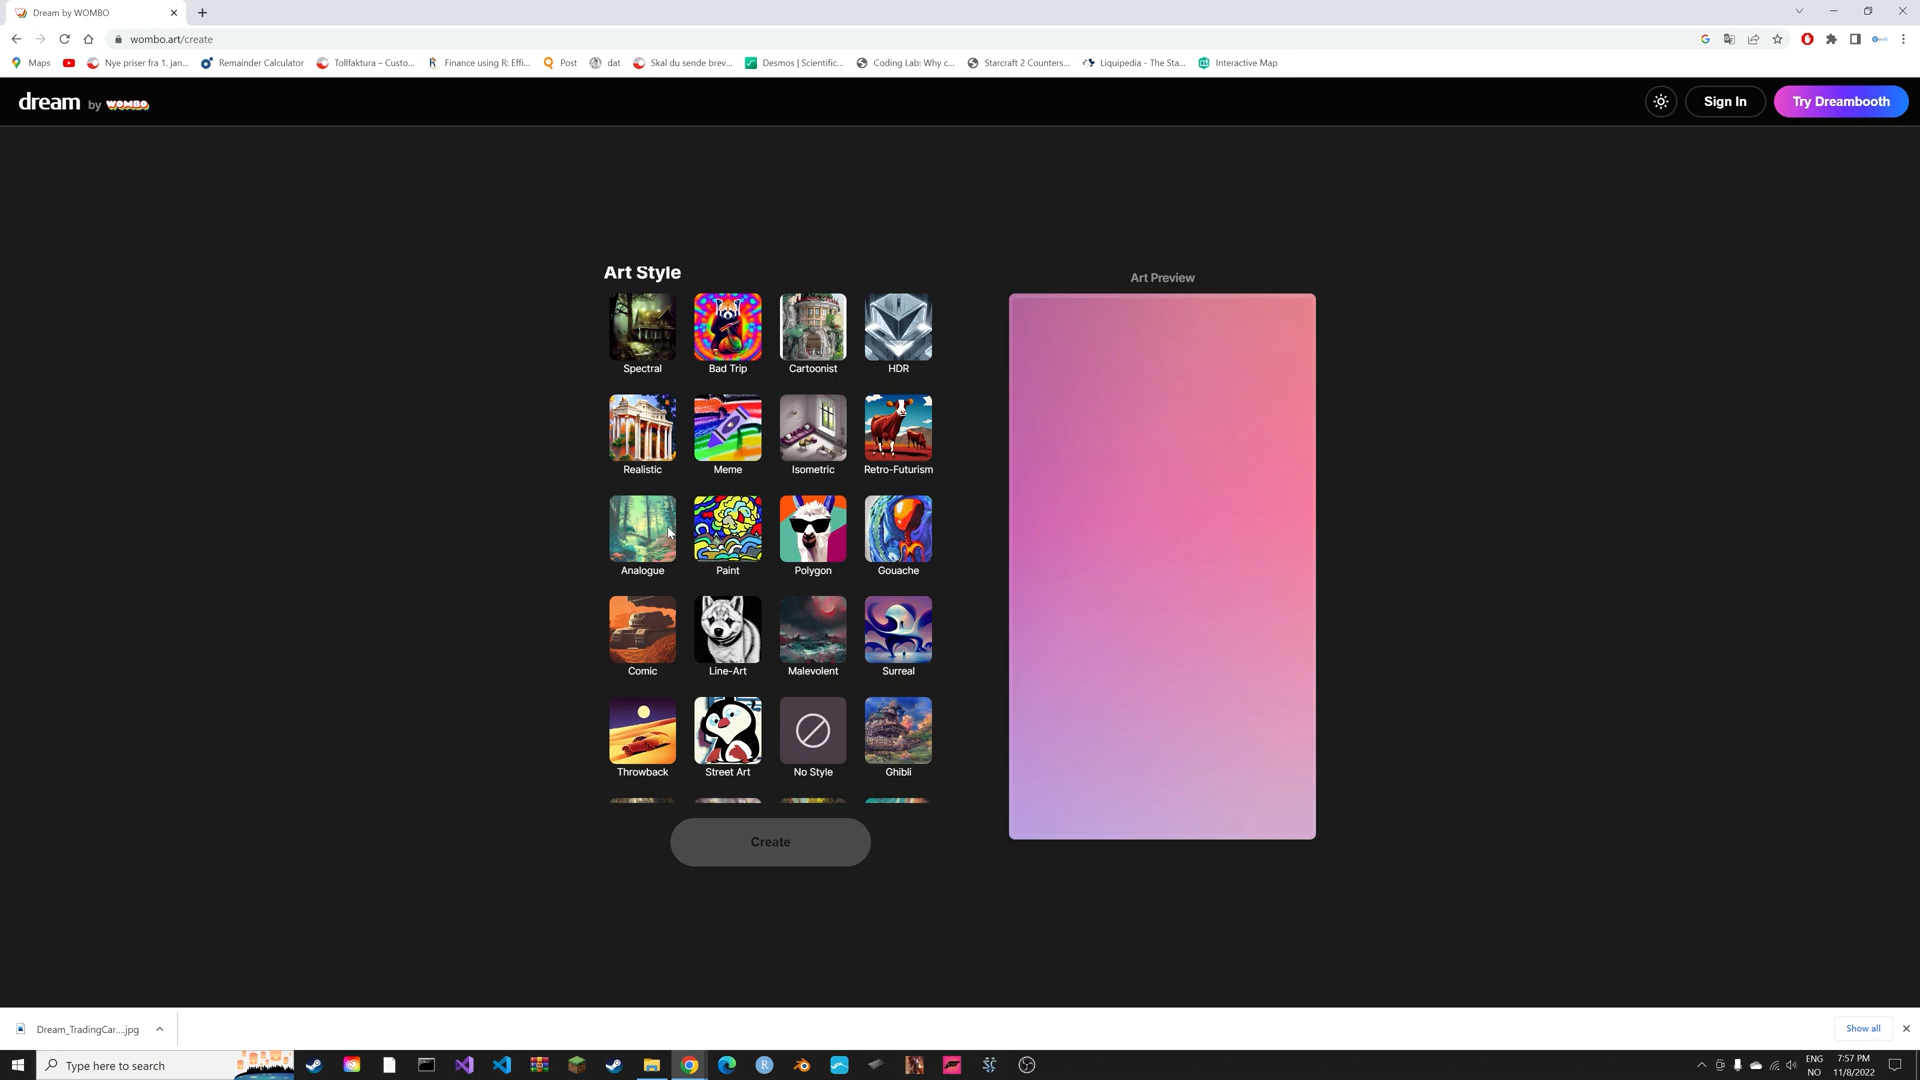 Dream by WOMBO
wombo.art/create
Maps
Nye priser fra 1. jan...
Remainder Calculator
Tollfaktura – Custo...
Finance using R: Effi...
Post
dat
Skal du sende brev...
Desmos | Scientific...
Coding Lab: Why c...
Starcraft 2 Counters...
Liquipedia - The Sta...
Interactive Map
dream by WOMBO
Sign In
Try Dreambooth
Art Style
Art Preview
Spectral Bad Trip Cartoonist HDR
Realistic Meme Isometric Retro-Futurism
Analogue Paint Polygon Gouache
Comic Line-Art Malevolent Surreal
Throwback Street Art No Style Ghibli
Create
Dream_TradingCar....jpg
Show all
Type here to search
ENG
NO
7:57 PM
11/8/2022